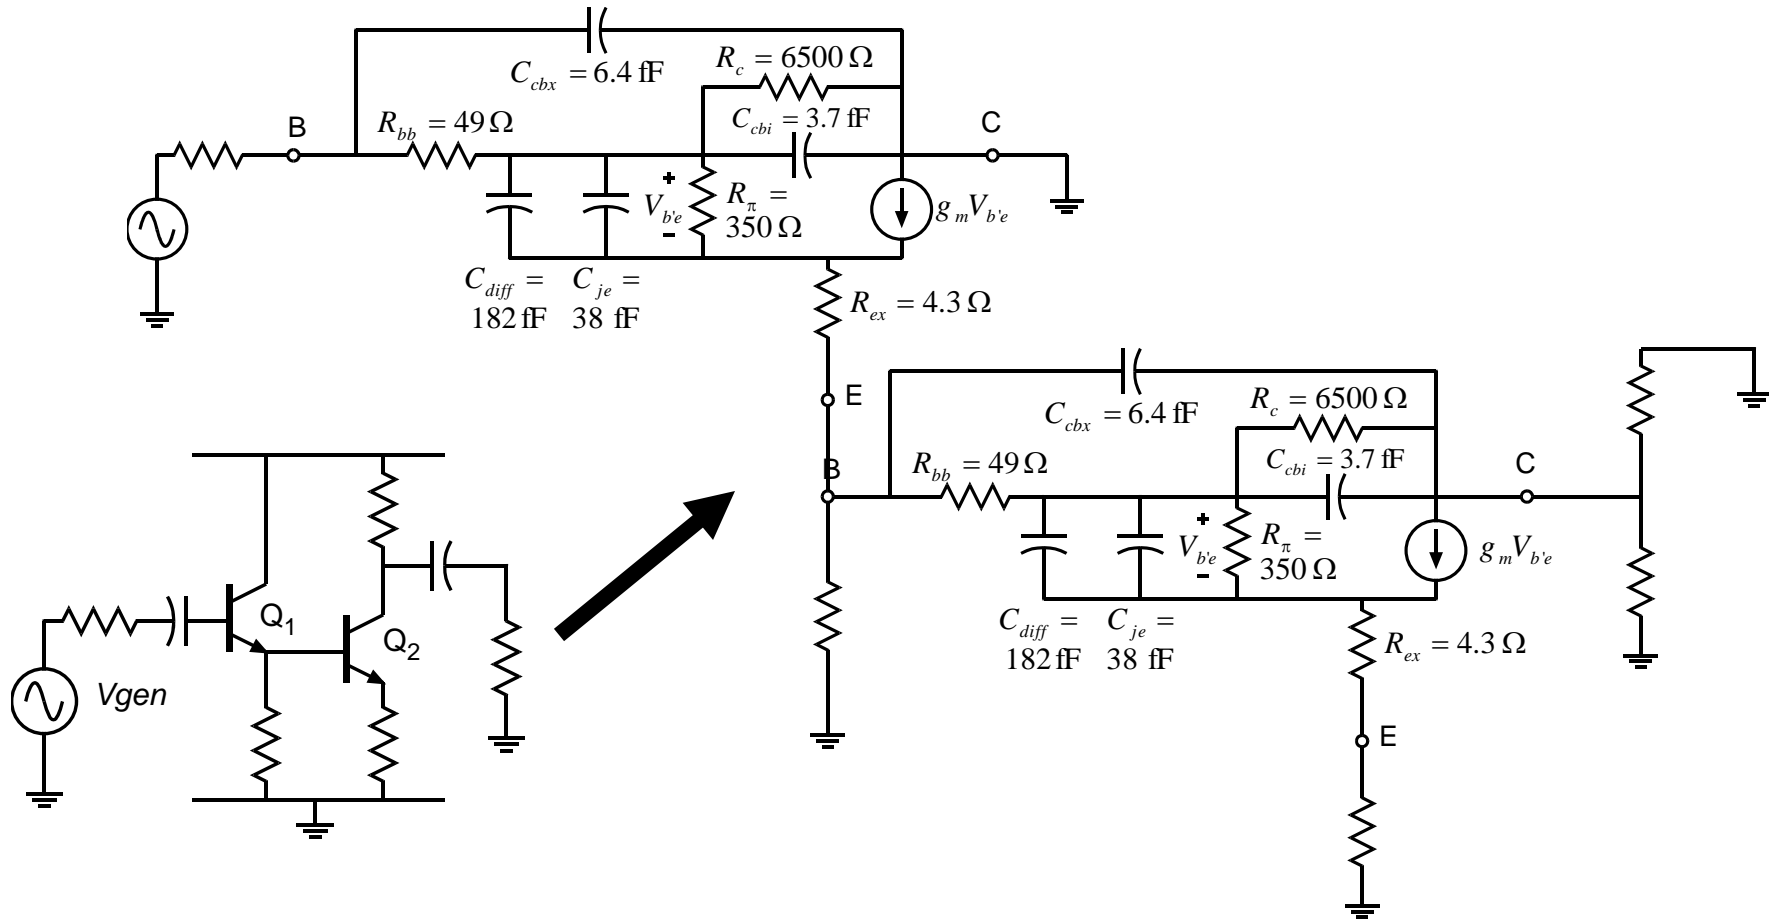 C_cbx = 6.4 fF
R_c = 6500 Ω
C_cbi = 3.7 fF
B
R_bb = 49 Ω
C
+
V_b'e
−
R_π =
350 Ω
g_m V_b'e
C_diff =
182 fF
C_je =
38 fF
R_ex = 4.3 Ω
E
B
C_cbx = 6.4 fF
R_c = 6500 Ω
C_cbi = 3.7 fF
R_bb = 49 Ω
C
+
V_b'e
−
R_π =
350 Ω
g_m V_b'e
C_diff =
182 fF
C_je =
38 fF
R_ex = 4.3 Ω
E
Q_1
Q_2
Vgen